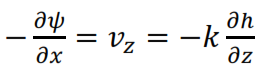 −∂ψ/∂x = v_z = −k ∂h/∂z